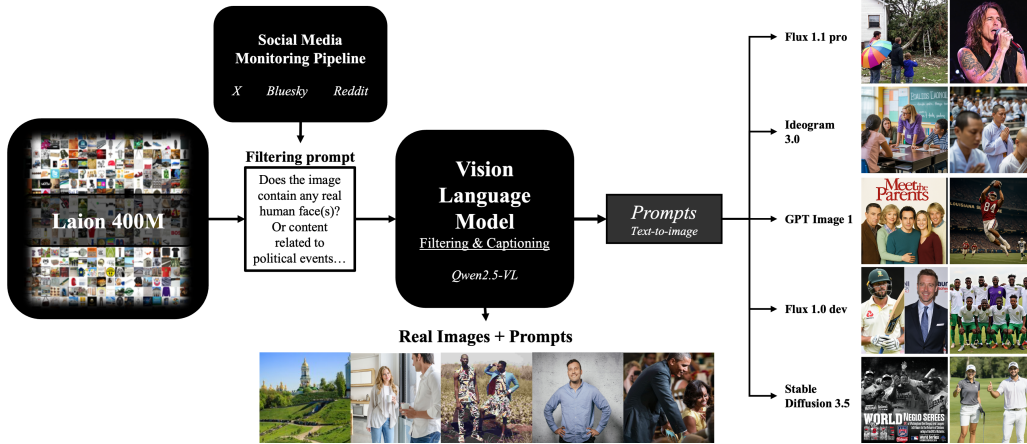 Social Media
Monitoring Pipeline
X Bluesky Reddit
Laion 400M
Filtering prompt
Does the image
contain any real
human face(s)?
Or content
related to
political events…
Vision
Language
Model
Filtering & Captioning
Qwen2.5-VL
Prompts
Text-to-image
Real Images + Prompts
Flux 1.1 pro
Ideogram
3.0
GPT Image 1
Meet the
Parents
84
Flux 1.0 dev
Stable
Diffusion 3.5
WORLD NEGIO SEREES